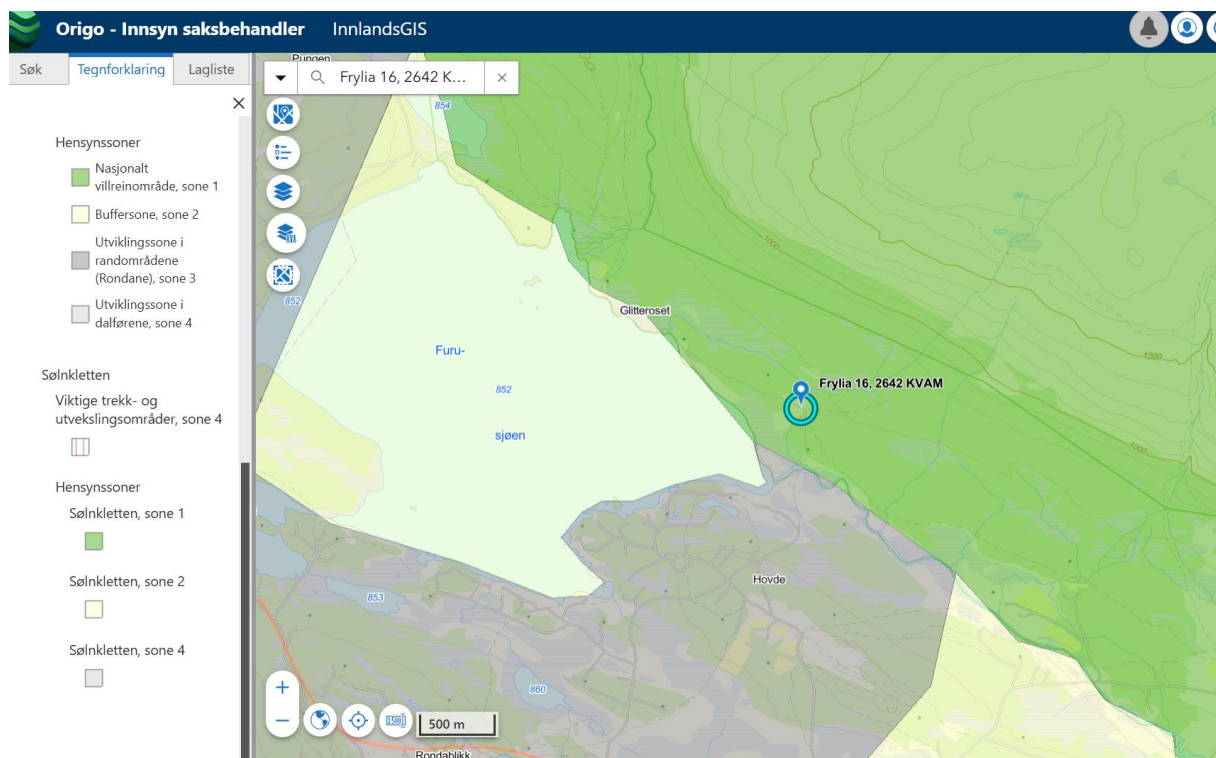 Origo - Innsyn saksbehandler
InnlandsGIS
Søk
Tegnforklaring
Lagliste
Hensynssoner
Nasjonalt
villreinområde, sone 1
Buffersone, sone 2
Utviklingssone i
randområdene
(Rondane), sone 3
Utviklingssone i
dalførene, sone 4
Sølnkletten
Viktige trekk- og
utvekslingsområder, sone 4
Hensynssoner
Sølnkletten, sone 1
Sølnkletten, sone 2
Sølnkletten, sone 4
Pungen
Frylia 16, 2642 K...
854
1000
852
Glitteroset
Furu-
852
sjøen
1200
Frylia 16, 2642 KVAM
1000
Hovde
853
860
500 m
Rondablikk